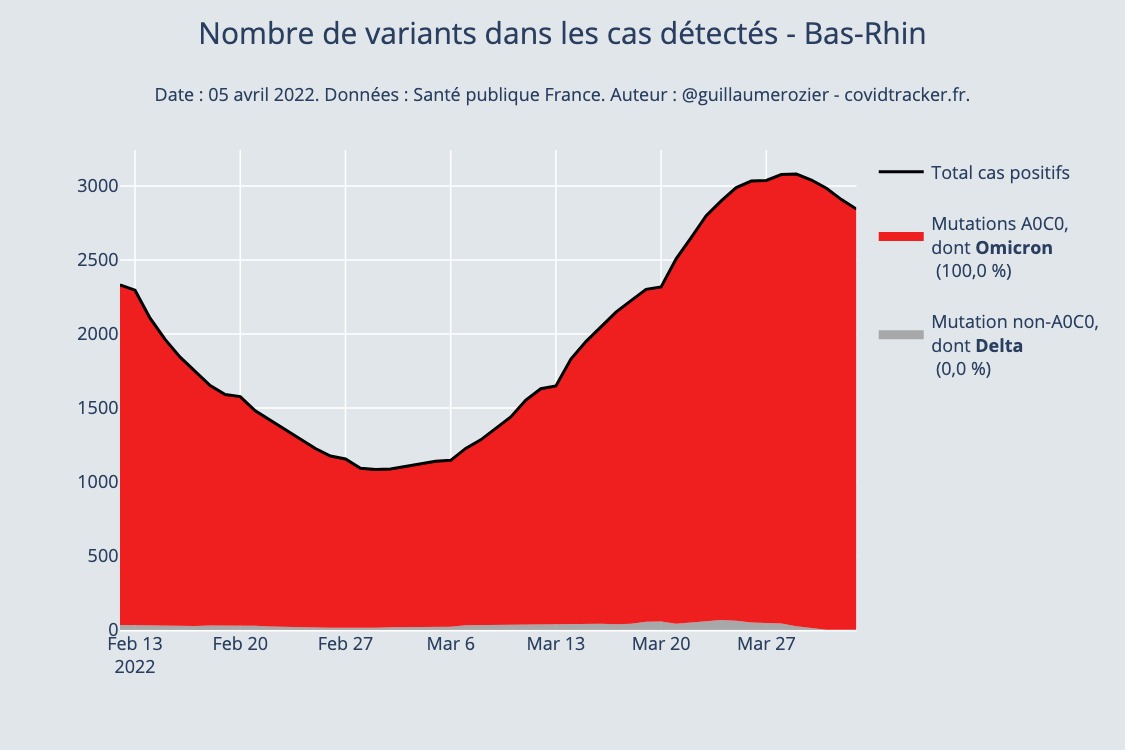 Nombre de variants dans les cas détectés - Bas-Rhin
Date : 05 avril 2022. Données : Santé publique France. Auteur : @guillaumerozier - covidtracker.fr.
3000
2500
2000
1500
1000
500
0
Feb 13 Feb 20 Feb 27 Mar 6 Mar 13 Mar 20 Mar 27
2022
Total cas positifs
Mutations A0C0,
dont Omicron
(100,0 %)
Mutation non-A0C0,
dont Delta
(0,0 %)